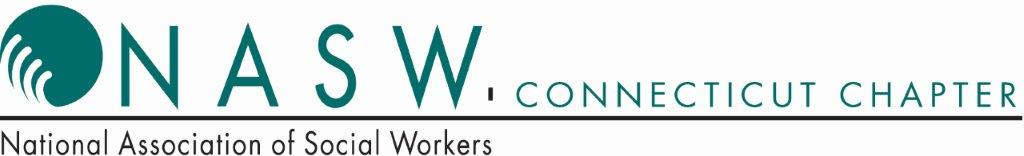 NASW CONNECTICUT CHAPTER
National Association of Social Workers